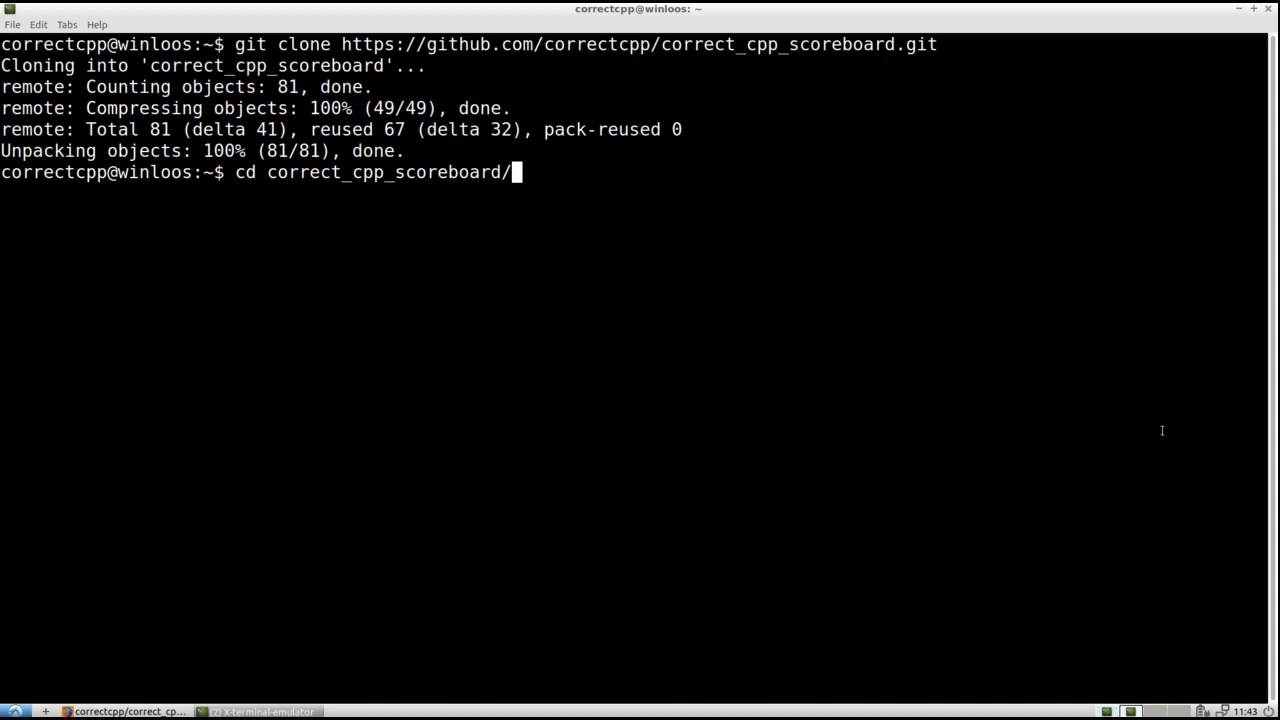 correctcpp@winloos: ~
File Edit Tabs Help
correctcpp@winloos:~$ git clone https://github.com/correctcpp/correct_cpp_scoreboard.git
Cloning into 'correct_cpp_scoreboard'...
remote: Counting objects: 81, done.
remote: Compressing objects: 100% (49/49), done.
remote: Total 81 (delta 41), reused 67 (delta 32), pack-reused 0
Unpacking objects: 100% (81/81), done.
correctcpp@winloos:~$ cd correct_cpp_scoreboard/
correctcpp/correct_cp... (2) x-terminal-emulator 11:43